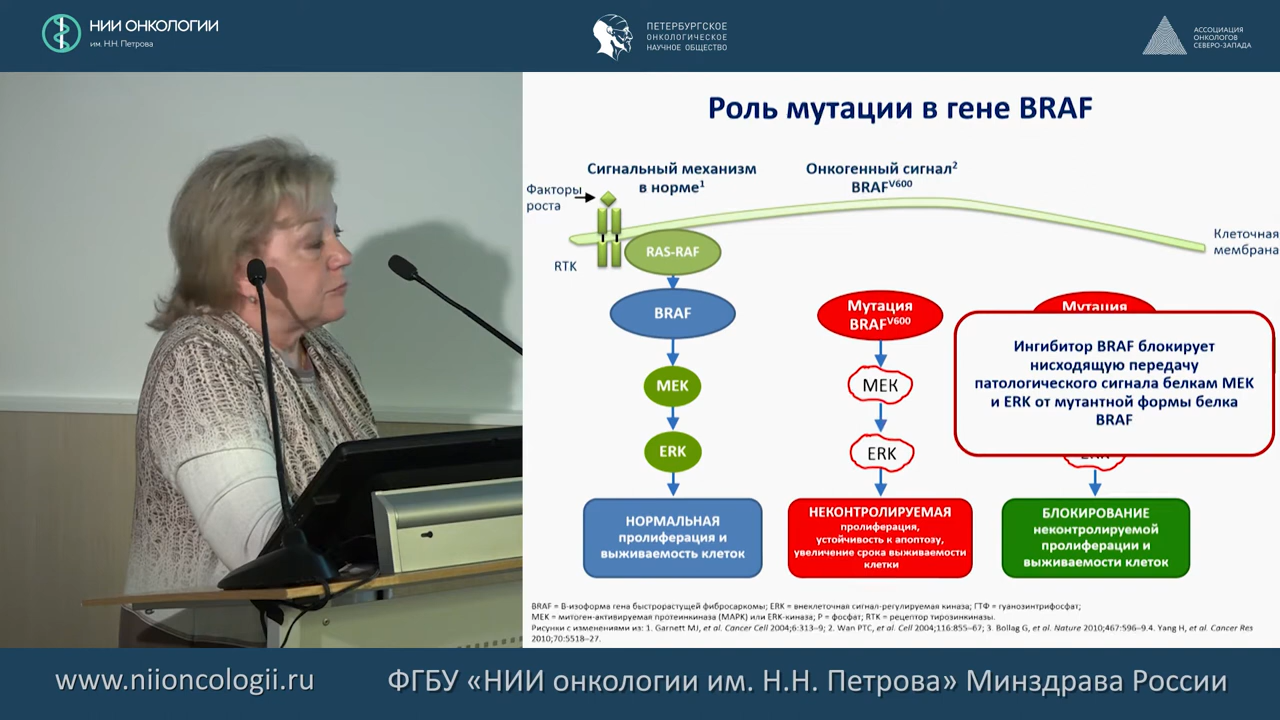 НИИ ОНКОЛОГИИ
им. Н.Н. Петрова
ПЕТЕРБУРГСКОЕ
ОНКОЛОГИЧЕСКОЕ
НАУЧНОЕ ОБЩЕСТВО
АССОЦИАЦИЯ
ОНКОЛОГОВ
СЕВЕРО-ЗАПАДА
Роль мутации в гене BRAF
Сигнальный механизм
в норме1
Онкогенный сигнал2
BRAFV600
Факторы
роста
Клеточная
мембрана
RTK
RAS-RAF
BRAF
MEK
ERK
НОРМАЛЬНАЯ
пролиферация и
выживаемость клеток
Мутация
BRAFV600
MEK
ERK
НЕКОНТРОЛИРУЕМАЯ
пролиферация,
устойчивость к апоптозу,
увеличение срока выживаемости
клетки
Мутация
Ингибитор BRAF блокирует
нисходящую передачу
патологического сигнала белкам MEK
и ERK от мутантной формы белка
BRAF
ERK
БЛОКИРОВАНИЕ
неконтролируемой
пролиферации и
выживаемости клеток
BRAF = B-изоформа гена быстрорастущей фибросаркомы; ERK = внеклеточная сигнал-регулируемая киназа; ГТФ = гуанозинтрифосфат;
MEK = митоген-активируемая протеинкиназа (MAPK) или ERK-киназа; P = фосфат; RTK = рецептор тирозинкиназы.
Рисунки с изменениями из: 1. Garnett MJ, et al. Cancer Cell 2004;6:313–9; 2. Wan PTC, et al. Cell 2004;116:855–67; 3. Bollag G, et al. Nature 2010;467:596–9.4. Yang H, et al. Cancer Res
2010;70:5518–27.
www.niioncologii.ru
ФГБУ «НИИ онкологии им. Н.Н. Петрова» Минздрава России